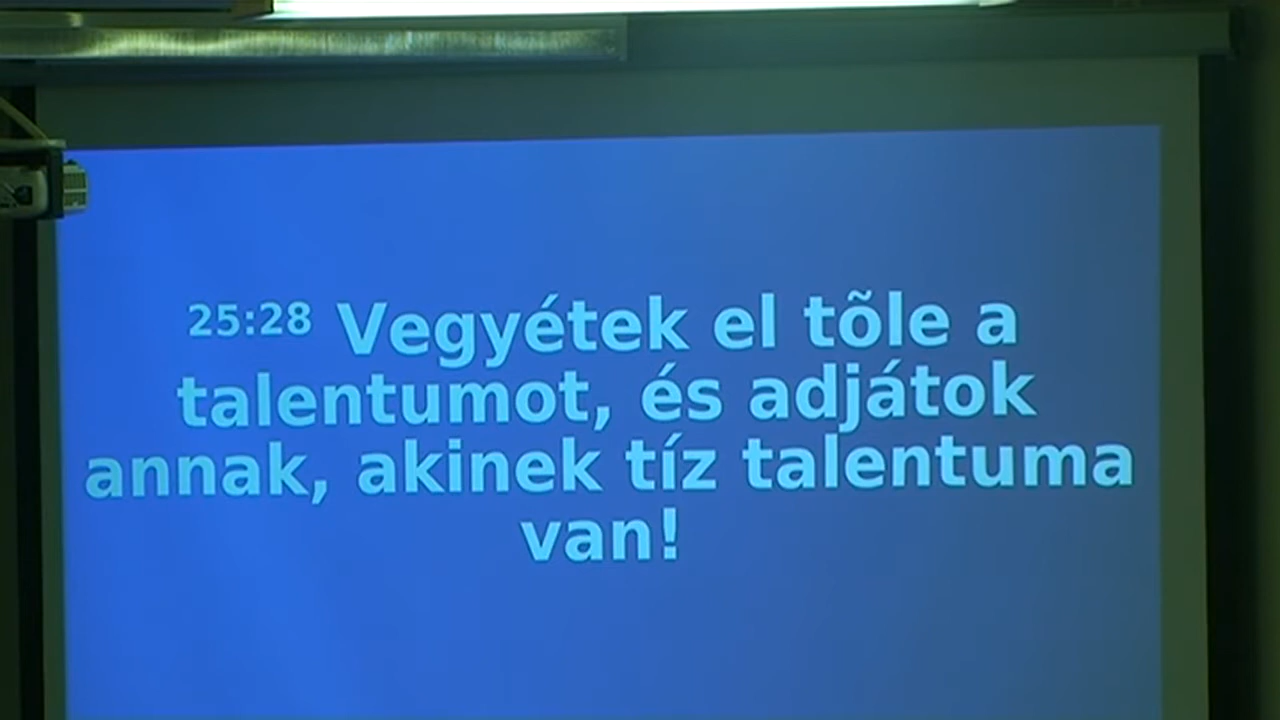 25:28 Vegyétek el tõle a
talentumot, és adjátok
annak, akinek tíz talentuma
van!